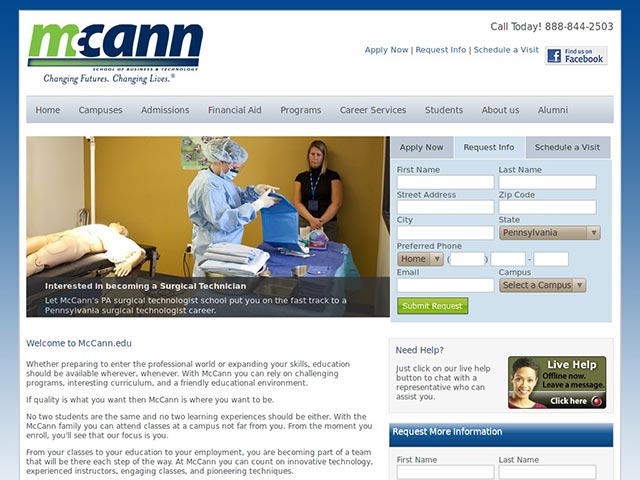 mccann
SCHOOL OF BUSINESS & TECHNOLOGY
Changing Futures. Changing Lives.®
Call Today! 888-844-2503
Apply Now | Request Info | Schedule a Visit
Find us on
Facebook
Home Campuses Admissions Financial Aid Programs Career Services Students About us Alumni
Interested in becoming a Surgical Technician
Let McCann's PA surgical technologist school put you on the fast track to a
Pennsylvania surgical technologist career.
Apply Now Request Info Schedule a Visit
First Name Last Name
Street Address Zip Code
City State
Pennsylvania
Preferred Phone
Home ( ) -
Email Campus
Select a Campus
Submit Request
Welcome to McCann.edu
Whether preparing to enter the professional world or expanding your skills, education
should be available wherever, whenever. With McCann you can rely on challenging
programs, interesting curriculum, and a friendly educational environment.
If quality is what you want then McCann is where you want to be.
No two students are the same and no two learning experiences should be either. With the
McCann family you can attend classes at a campus not far from you. From the moment you
enroll, you'll see that our focus is you.
From your classes to your education to your employment, you are becoming part of a
team that will be there each step of the way. At McCann you can count on innovative technology,
experienced instructors, engaging classes, and pioneering techniques.
Need Help?
Just click on our live help
button to chat with a
representative who can
assist you.
Live Help
Offline now.
Leave a message.
Click here
Request More Information
First Name Last Name